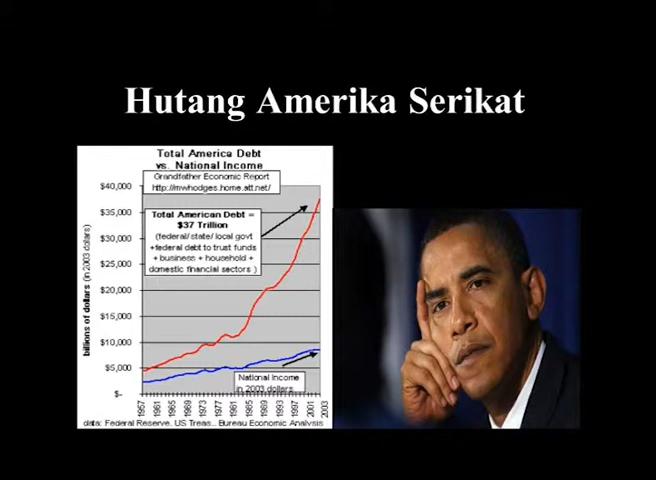 Hutang Amerika Serikat
Total America Debt
vs. National Income
Grandfather Economic Report
http://mwhodges.home.att.net/
Total American Debt =
$37 Trillion
(federal/state/local govt
+federal debt to trust funds
+ business + household +
domestic financial sectors )
billions of dollars (in 2003 dollars)
$40,000
$35,000
$30,000
$25,000
$20,000
$15,000
$10,000
$5,000
$-
National Income
in 2003 dollars
1957 1961 1965 1969 1973 1977 1981 1985 1989 1993 1997 2001 2003
data: Federal Reserve, US Treas., Bureau Economic Analysis